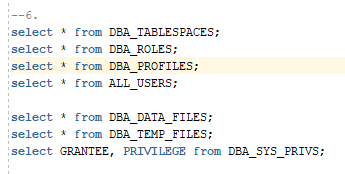 --6.
select * from DBA_TABLESPACES;
select * from DBA_ROLES;
select * from DBA_PROFILES;
select * from ALL_USERS;
select * from DBA_DATA_FILES;
select * from DBA_TEMP_FILES;
select GRANTEE, PRIVILEGE from DBA_SYS_PRIVS;